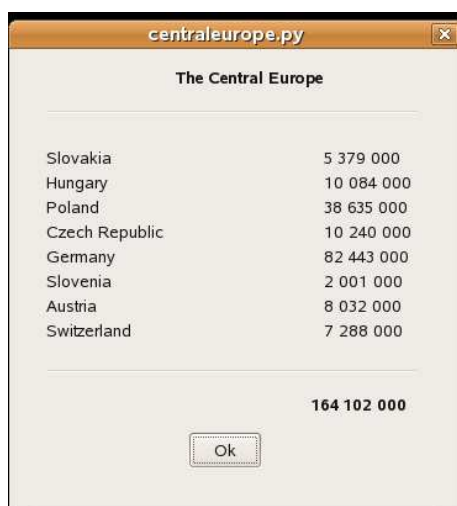 centraleurope.py
The Central Europe
Slovakia 5 379 000
Hungary 10 084 000
Poland 38 635 000
Czech Republic 10 240 000
Germany 82 443 000
Slovenia 2 001 000
Austria 8 032 000
Switzerland 7 288 000
164 102 000
Ok